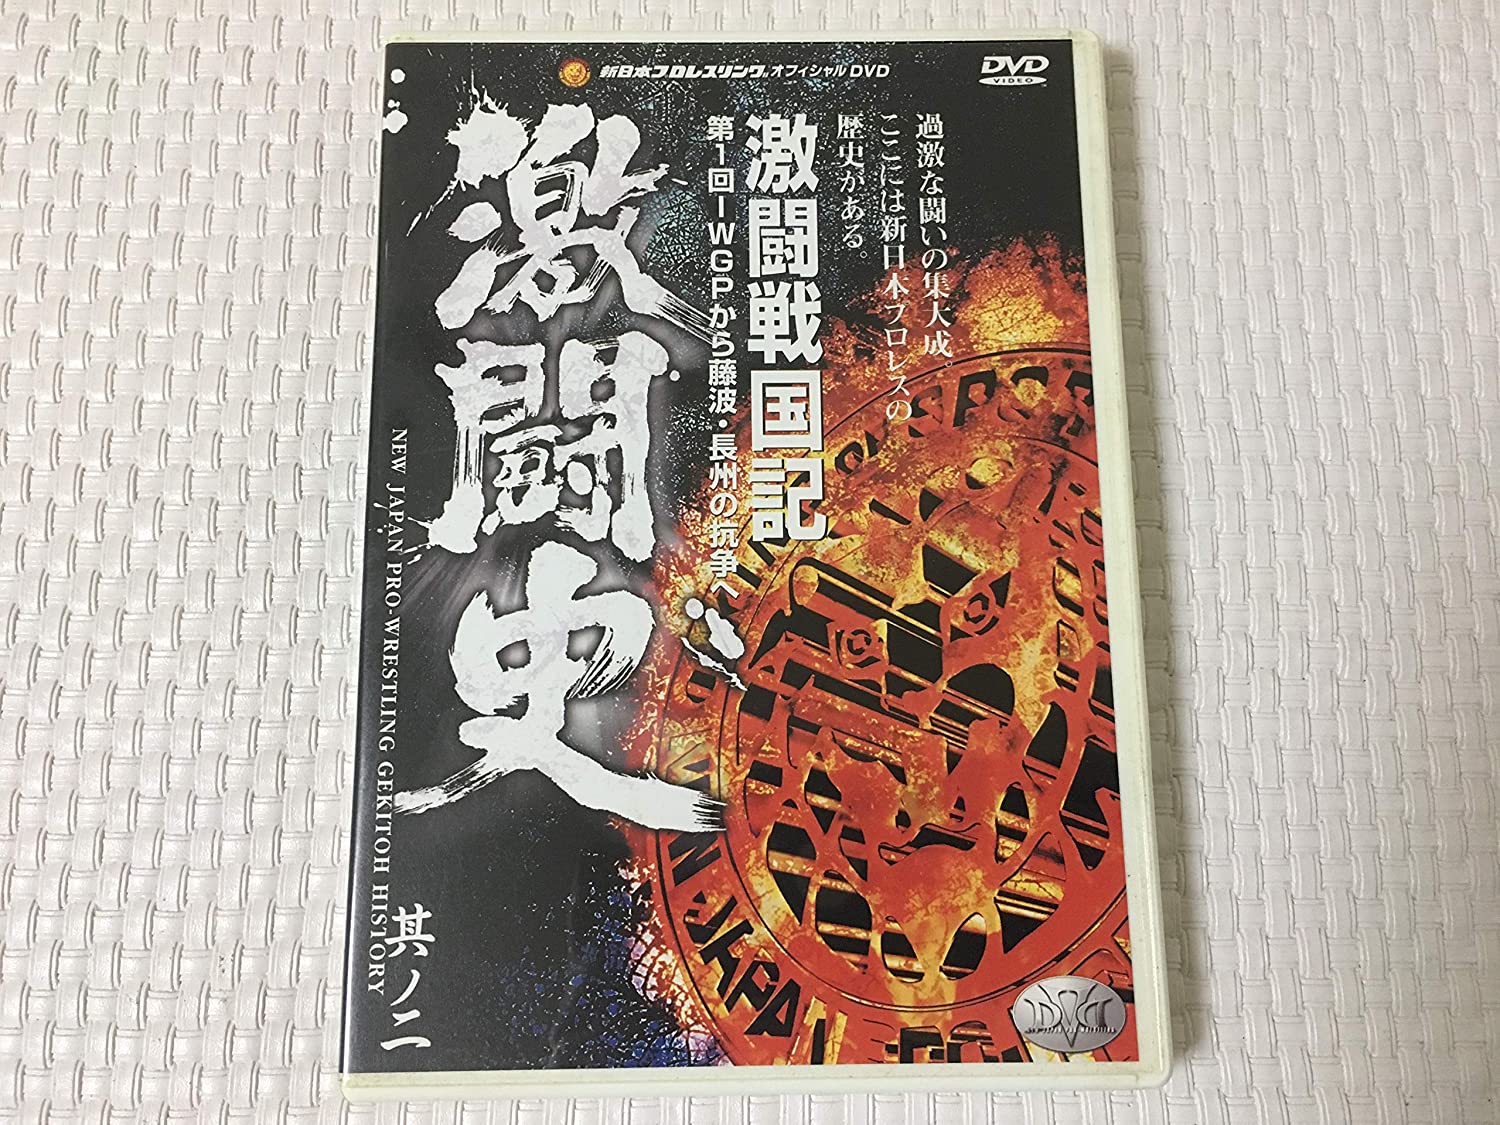 新日本プロレスリング オフィシャル DVD
DVD
VIDEO
過激な闘いの集大成。
ここには新日本プロレスの
歴史がある。
激闘戦国記
第1回IWGPから藤波・長州の抗争へ
激闘史
NEW JAPAN PRO-WRESTLING GEKITOH HISTORY
其ノ二